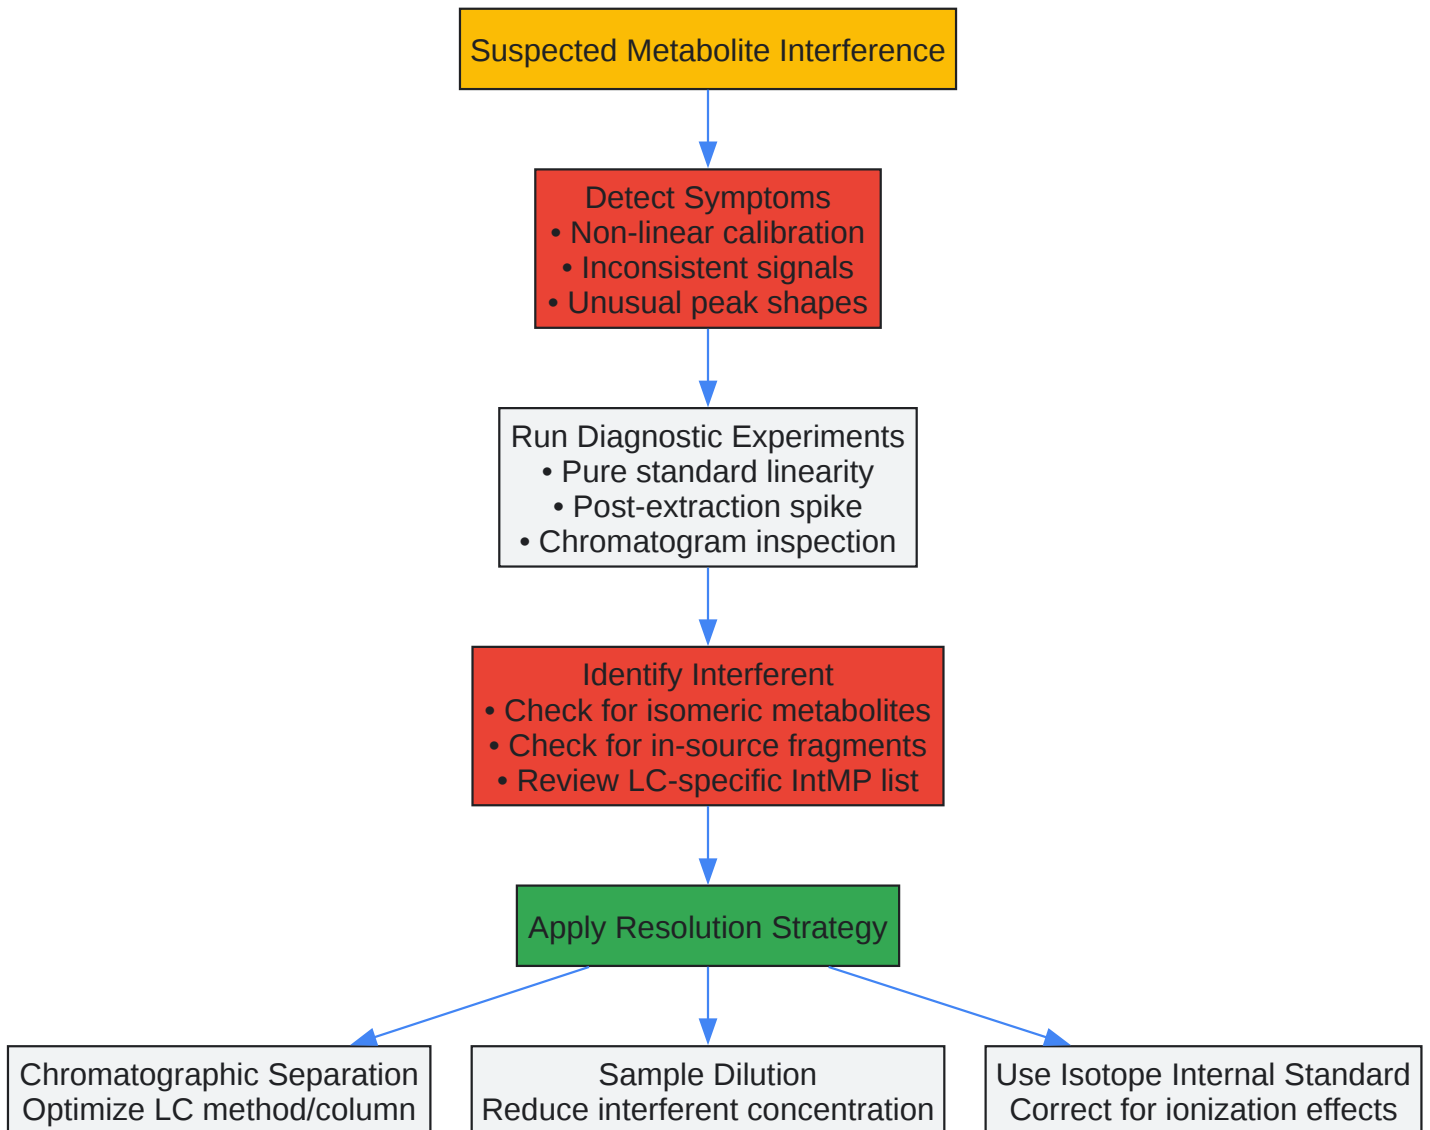 Suspected Metabolite Interference
Detect Symptoms
• Non-linear calibration
• Inconsistent signals
• Unusual peak shapes
Run Diagnostic Experiments
• Pure standard linearity
• Post-extraction spike
• Chromatogram inspection
Identify Interferent
• Check for isomeric metabolites
• Check for in-source fragments
• Review LC-specific IntMP list
Apply Resolution Strategy
Chromatographic Separation
Optimize LC method/column
Sample Dilution
Reduce interferent concentration
Use Isotope Internal Standard
Correct for ionization effects